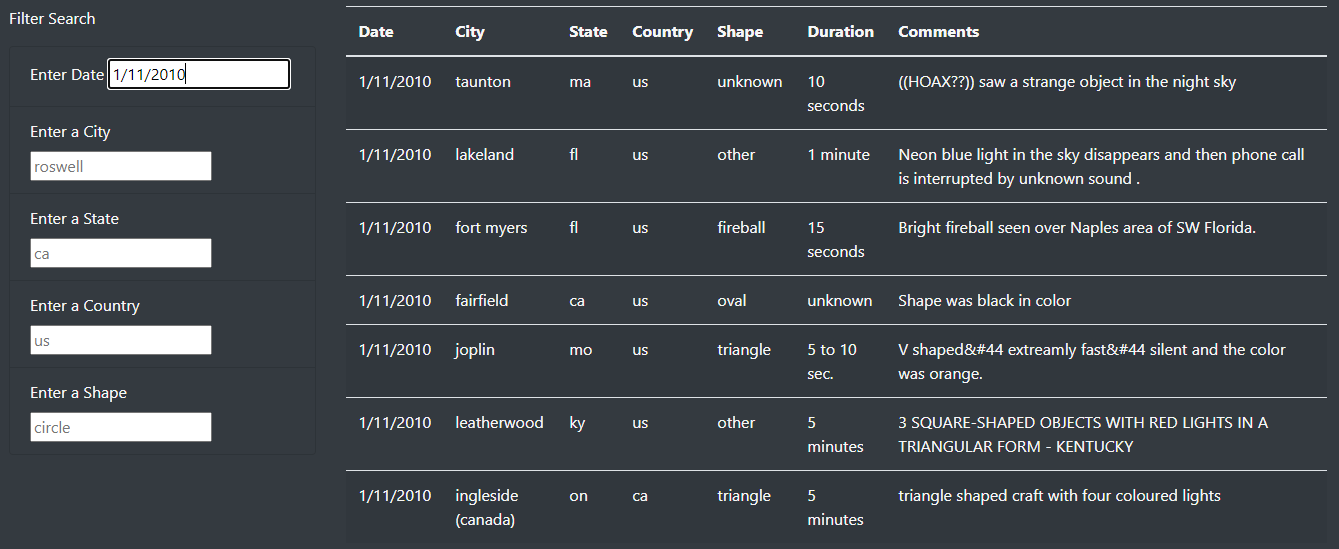 Filter Search
Enter Date 1/11/2010
Enter a City
roswell
Enter a State
ca
Enter a Country
us
Enter a Shape
circle
Date City State Country Shape Duration Comments
1/11/2010 taunton ma us unknown 10 ((HOAX??)) saw a strange object in the night sky
seconds
1/11/2010 lakeland fl us other 1 minute Neon blue light in the sky disappears and then phone call
is interrupted by unknown sound .
1/11/2010 fort myers fl us fireball 15 Bright fireball seen over Naples area of SW Florida.
seconds
1/11/2010 fairfield ca us oval unknown Shape was black in color
1/11/2010 joplin mo us triangle 5 to 10 V shaped&#44 extreamly fast&#44 silent and the color
sec. was orange.
1/11/2010 leatherwood ky us other 5 3 SQUARE-SHAPED OBJECTS WITH RED LIGHTS IN A
minutes TRIANGULAR FORM - KENTUCKY
1/11/2010 ingleside on ca triangle 5 triangle shaped craft with four coloured lights
(canada) minutes